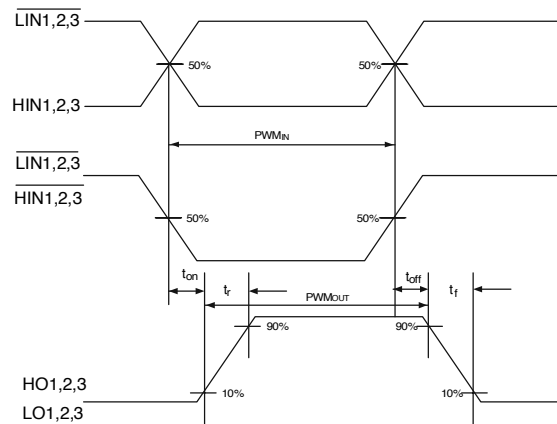 LIN1,2,3
50%
50%
HIN1,2,3
PWMIN
LIN1,2,3
HIN1,2,3
50%
50%
ton
tr
PWMOUT
toff
tf
90%
90%
HO1,2,3
10%
10%
LO1,2,3